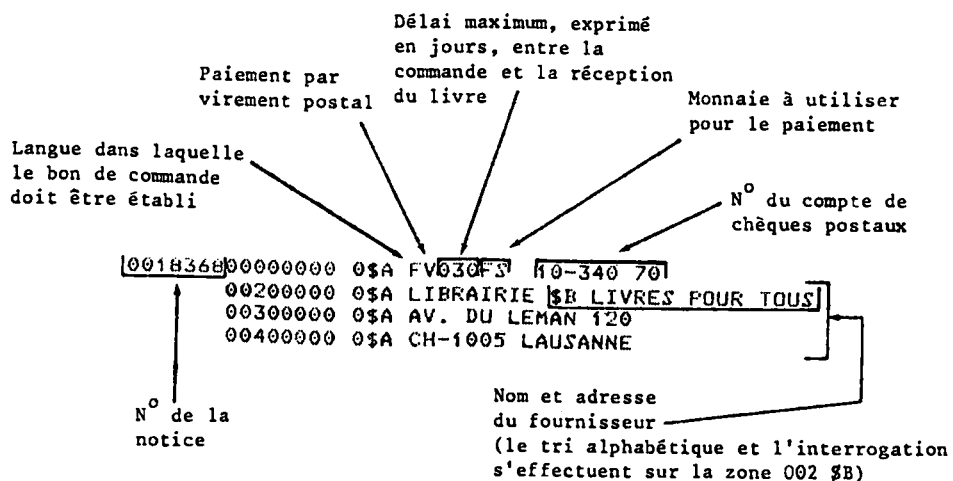 Délai maximum, exprimé
en jours, entre la
commande et la réception
du livre
Paiement par
virement postal
Monnaie à utiliser
pour le paiement
Langue dans laquelle
le bon de commande
doit être établi
N° du compte de
chèques postaux
001836800000000 0$A FV030FS 10-340 70
00200000 0$A LIBRAIRIE $B LIVRES POUR TOUS
00300000 0$A AV. DU LEMAN 120
00400000 0$A CH-1005 LAUSANNE
N° de la
notice
Nom et adresse
du fournisseur
(le tri alphabétique et l'interrogation
s'effectuent sur la zone 002 $B)